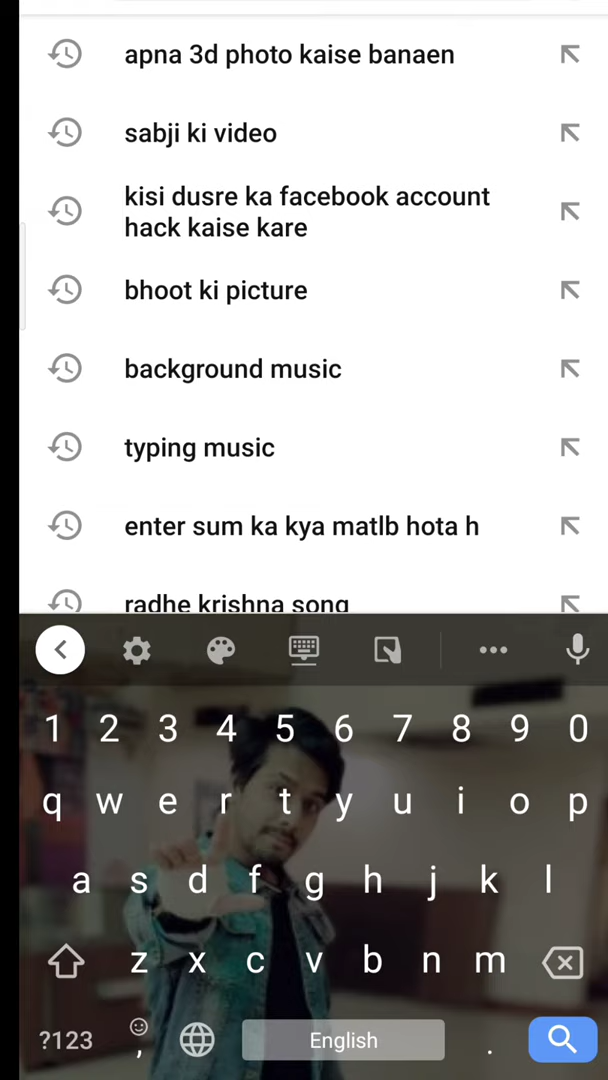 apna 3d photo kaise banaen
sabji ki video
kisi dusre ka facebook account
hack kaise kare
bhoot ki picture
background music
typing music
enter sum ka kya matlb hota h
radhe krishna song
1 2 3 4 5 6 7 8 9 0
q w e r t y u i o p
a s d f g h j k l
z x c v b n m
?123 , English .